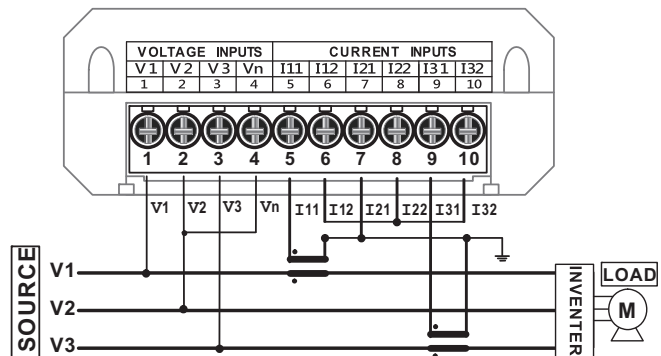 VOLTAGE INPUTS CURRENT INPUTS
V1 V2 V3 Vn I11 I12 I21 I22 I31 I32
1 2 3 4 5 6 7 8 9 10
1 2 3 4 5 6 7 8 9 10
V1 V2 V3 Vn I11 I12 I21 I22 I31 I32
SOURCE
V1
V2
V3
INVENTER
LOAD
M